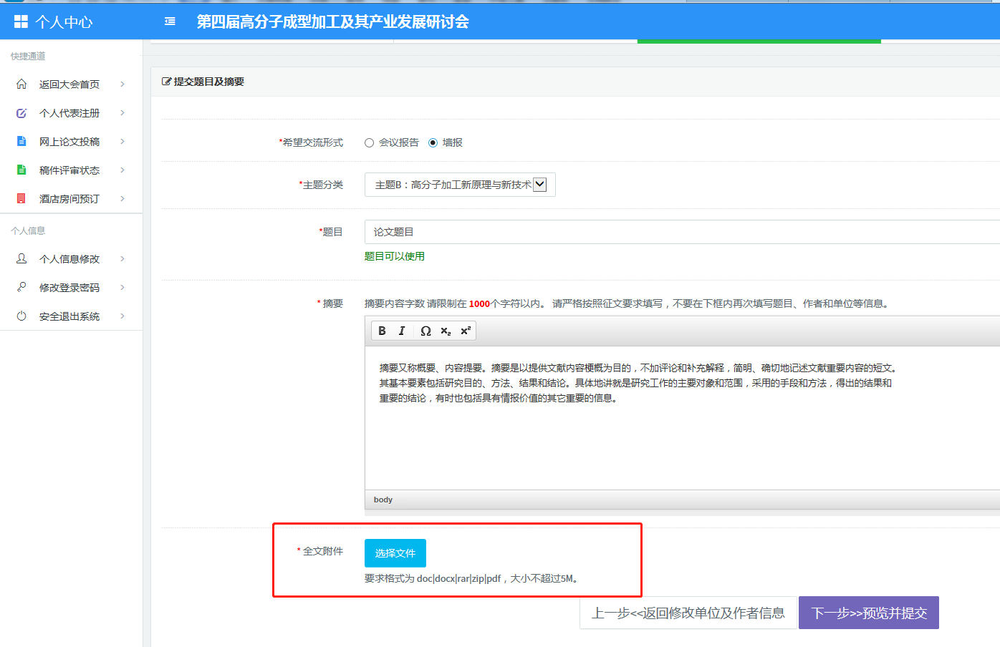 个人中心
第四届高分子成型加工及其产业发展研讨会
快捷通道
返回大会首页
个人代表注册
网上论文投稿
稿件评审状态
酒店房间预订
个人信息
个人信息修改
修改登录密码
安全退出系统
提交题目及摘要
*希望交流形式 会议报告 墙报
*主题分类 主题B：高分子加工新原理与新技术
*题目 论文题目
题目可以使用
* 摘要 摘要内容字数 请限制在 1000个字符以内。 请严格按照征文要求填写，不要在下框内再次填写题目、作者和单位等信息。
B I Ω x₂ x²
摘要又称概要、内容提要。摘要是以提供文献内容梗概为目的，不加评论和补充解释，简明、确切地记述文献重要内容的短文。
其基本要素包括研究目的、方法、结果和结论。具体地讲就是研究工作的主要对象和范围，采用的手段和方法，得出的结果和
重要的结论，有时也包括具有情报价值的其它重要的信息。
body
* 全文附件 选择文件
要求格式为 doc|docx|rar|zip|pdf，大小不超过5M。
上一步<<返回修改单位及作者信息 下一步>>预览并提交